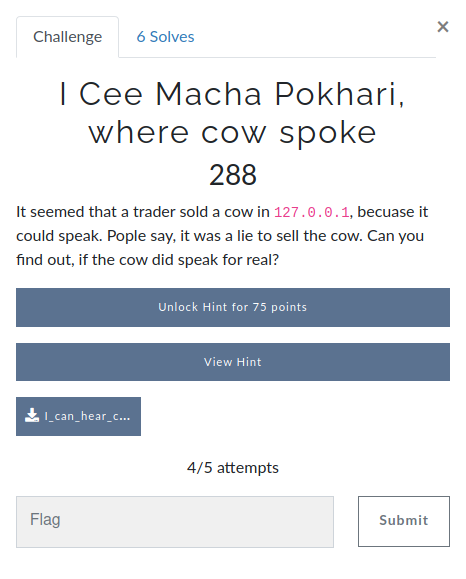 Challenge
6 Solves
×
I Cee Macha Pokhari,
where cow spoke
288
It seemed that a trader sold a cow in 127.0.0.1, becuase it
could speak. Pople say, it was a lie to sell the cow. Can you
find out, if the cow did speak for real?
Unlock Hint for 75 points
View Hint
I_can_hear_c...
4/5 attempts
Flag
Submit